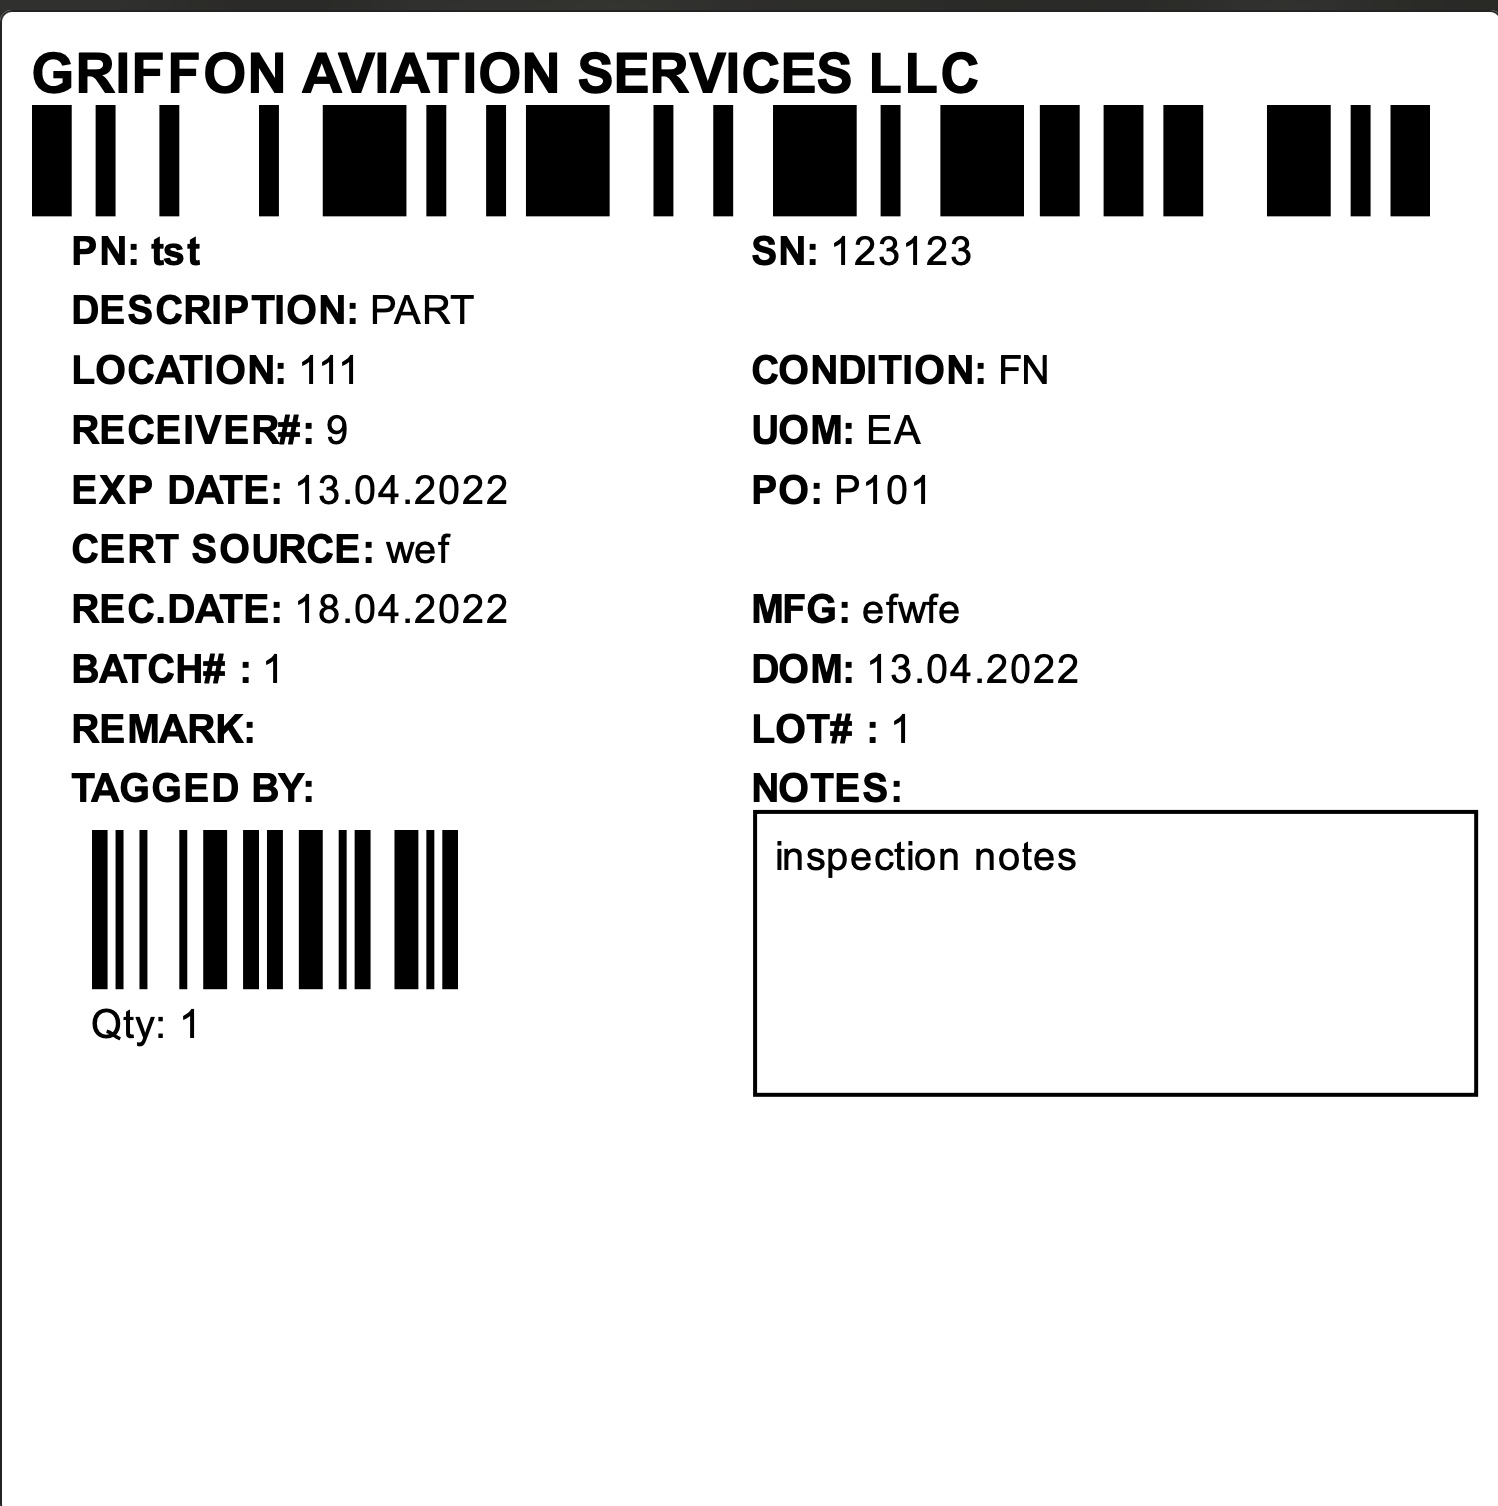 GRIFFON AVIATION SERVICES LLC
PN: tst SN: 123123
DESCRIPTION: PART
LOCATION: 111 CONDITION: FN
RECEIVER#: 9 UOM: EA
EXP DATE: 13.04.2022 PO: P101
CERT SOURCE: wef
REC.DATE: 18.04.2022 MFG: efwfe
BATCH# : 1 DOM: 13.04.2022
REMARK: LOT# : 1
TAGGED BY: NOTES:
inspection notes
Qty: 1